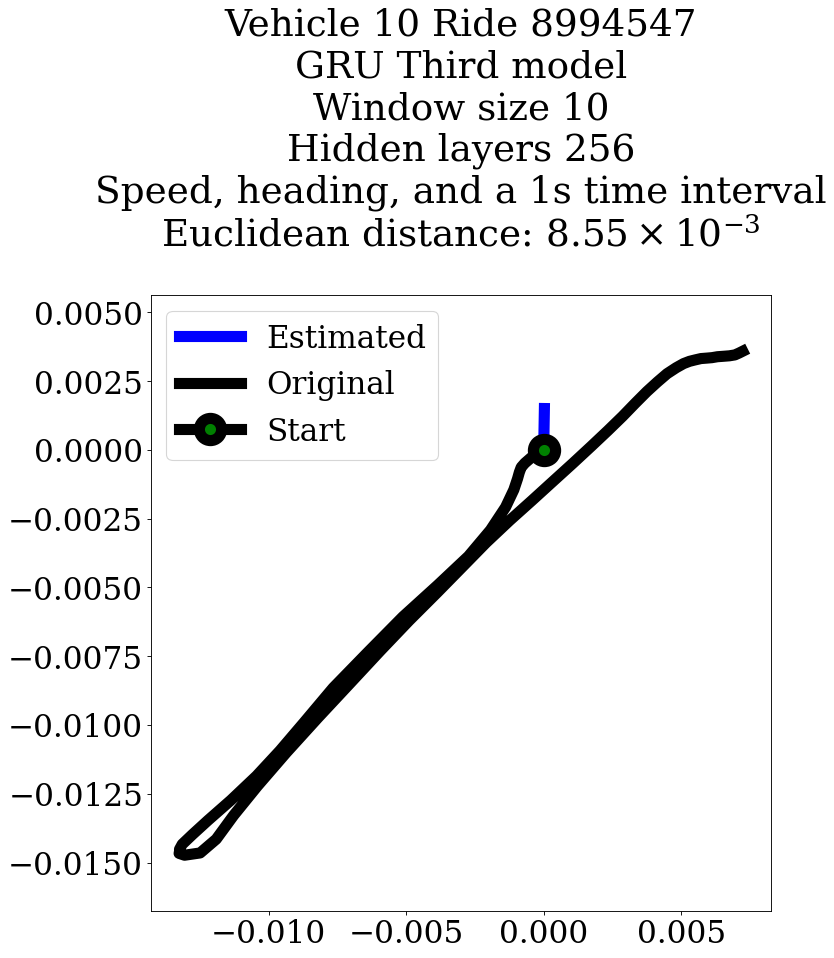 Vehicle 10 Ride 8994547
GRU Third model
Window size 10
Hidden layers 256
Speed, heading, and a 1s time interval
Euclidean distance: 8.55 × 10⁻³
Estimated
Original
Start
0.0050
0.0025
0.0000
−0.0025
−0.0050
−0.0075
−0.0100
−0.0125
−0.0150
−0.010 −0.005 0.000 0.005